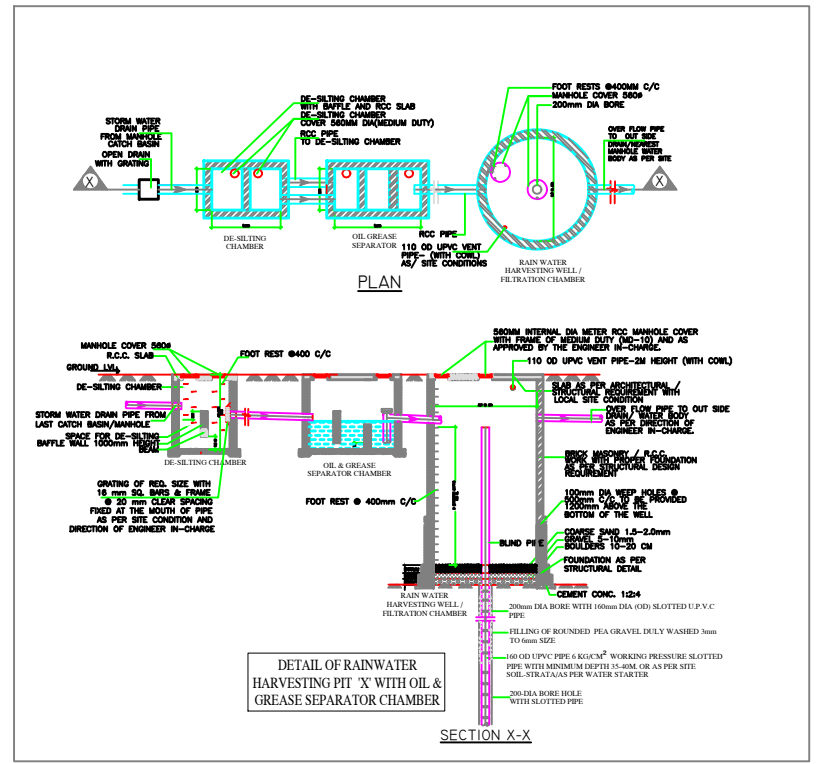 FOOT RESTS @400MM C/C
MANHOLE COVER 560ø
200mm DIA BORE
DE-SILTING CHAMBER
WITH BAFFLE AND RCC SLAB
DE-SILTING CHAMBER
COVER 560MM DIA(MEDIUM DUTY)
RCC PIPE
TO DE-SILTING CHAMBER
STORM WATER
DRAIN PIPE
FROM MANHOLE
CATCH BASIN
OPEN DRAIN
WITH GRATING
OVER FLOW PIPE
TO OUT SIDE
DRAIN/NEAREST
MANHOLE WATER
BODY AS PER SITE
X
X
RCC PIPE
DE-SILTING
CHAMBER
OIL GREASE
SEPARATOR
110 OD UPVC VENT
PIPE- (WITH COWL)
AS/ SITE CONDITIONS
RAIN WATER
HARVESTING WELL /
FILTRATION CHAMBER
PLAN
MANHOLE COVER 560ø
R.C.C. SLAB
GROUND LVL
DE-SILTING CHAMBER
FOOT REST @400 C/C
560MM INTERNAL DIA METER RCC MANHOLE COVER
WITH FRAME OF MEDIUM DUTY (MD-10) AND AS
APPROVED BY THE ENGINEER IN-CHARGE.
110 OD UPVC VENT PIPE-2M HEIGHT (WITH COWL)
SLAB AS PER ARCHITECTURAL /
STRUCTURAL REQUIREMENT WITH
LOCAL SITE CONDITION
OVER FLOW PIPE TO OUT SIDE
DRAIN/ WATER BODY
AS PER DIRECTION OF
ENGINEER IN-CHARGE.
STORM WATER DRAIN PIPE FROM
LAST CATCH BASIN/MANHOLE
SPACE FOR DE-SILTING
BAFFLE WALL 1000mm HEIGHT
BEAM
DE-SILTING CHAMBER
OIL & GREASE
SEPARATOR CHAMBER
BRICK MASONRY / R.C.C.
WORK WITH PROPER FOUNDATION
AS PER STRUCTURAL DESIGN
REQUIREMENT
GRATING OF REQ. SIZE WITH
16 mm SQ. BARS & FRAME
@ 20 mm CLEAR SPACING
FIXED AT THE MOUTH OF PIPE
AS PER SITE CONDITION AND
DIRECTION OF ENGINEER IN-CHARGE
FOOT REST @ 400mm C/C
100mm DIA WEEP HOLES @
500mm C/C TO BE PROVIDED
1200mm ABOVE THE
BOTTOM OF THE WELL
BLIND PIPE
COARSE SAND 1.5-2.0mm
GRAVEL 5-10mm
BOULDERS 10-20 CM
FOUNDATION AS PER
STRUCTURAL DETAIL
CEMENT CONC. 1:2:4
RAIN WATER
HARVESTING WELL /
FILTRATION CHAMBER
200mm DIA BORE WITH 160mm DIA (OD) SLOTTED U.P.V.C
PIPE
FILLING OF ROUNDED PEA GRAVEL DULY WASHED 3mm
TO 6mm SIZE
160 OD UPVC PIPE 6 KG/CM² WORKING PRESSURE SLOTTED
PIPE WITH MINIMUM DEPTH 35-40M. OR AS PER SITE
SOIL-STRATA/AS PER WATER STARTER
200-DIA BORE HOLE
WITH SLOTTED PIPE
DETAIL OF RAINWATER
HARVESTING PIT 'X' WITH OIL &
GREASE SEPARATOR CHAMBER
SECTION X-X